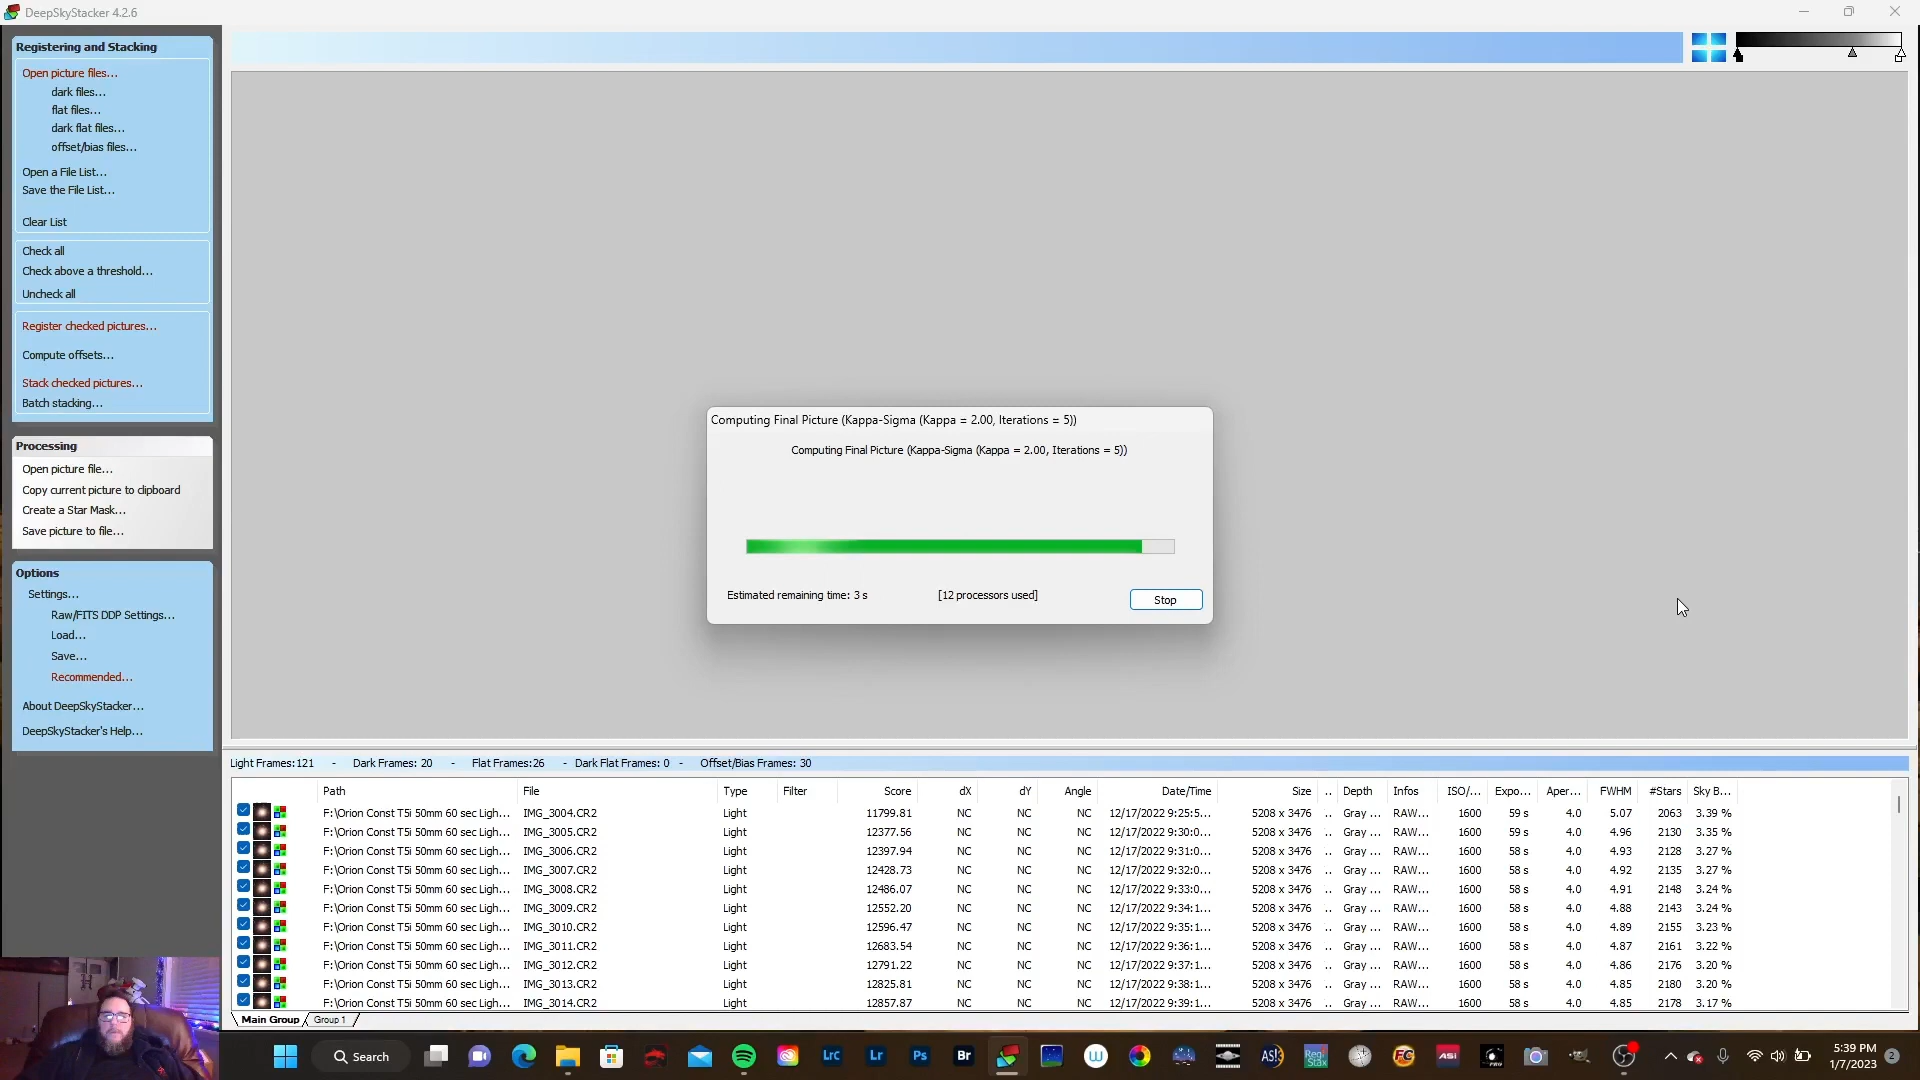 DeepSkyStacker 4.2.6
Registering and Stacking
Open picture files...
dark files...
flat files...
dark flat files...
offset/bias files...
Open a File List...
Save the File List...
Clear List
Check all
Check above a threshold...
Uncheck all
Register checked pictures...
Compute offsets...
Stack checked pictures...
Batch stacking...
Processing
Open picture file...
Copy current picture to clipboard
Create a Star Mask...
Save picture to file...
Options
Settings...
Raw/FITS DDP Settings...
Load...
Save...
Recommended...
About DeepSkyStacker...
DeepSkyStacker's Help...
Computing Final Picture (Kappa-Sigma (Kappa = 2.00, Iterations = 5))
Computing Final Picture (Kappa-Sigma (Kappa = 2.00, Iterations = 5))
Estimated remaining time: 3 s [12 processors used] Stop
Light Frames:121 - Dark Frames: 20 - Flat Frames:26 - Dark Flat Frames: 0 - Offset/Bias Frames: 30
Path File Type Filter Score dX dY Angle Date/Time Size .. Depth Infos ISO/... Expo... Aper... FWHM #Stars Sky B...
F:\Orion Const T5i 50mm 60 sec Ligh... IMG_3004.CR2 Light 11799.81 NC NC NC 12/17/2022 9:25:5... 5208 x 3476 .. Gray ... RAW... 1600 59 s 4.0 5.07 2063 3.39 %
F:\Orion Const T5i 50mm 60 sec Ligh... IMG_3005.CR2 Light 12377.56 NC NC NC 12/17/2022 9:30:0... 5208 x 3476 .. Gray ... RAW... 1600 59 s 4.0 4.96 2130 3.35 %
F:\Orion Const T5i 50mm 60 sec Ligh... IMG_3006.CR2 Light 12397.94 NC NC NC 12/17/2022 9:31:0... 5208 x 3476 .. Gray ... RAW... 1600 58 s 4.0 4.93 2128 3.27 %
F:\Orion Const T5i 50mm 60 sec Ligh... IMG_3007.CR2 Light 12428.73 NC NC NC 12/17/2022 9:32:0... 5208 x 3476 .. Gray ... RAW... 1600 58 s 4.0 4.92 2135 3.27 %
F:\Orion Const T5i 50mm 60 sec Ligh... IMG_3008.CR2 Light 12486.07 NC NC NC 12/17/2022 9:33:0... 5208 x 3476 .. Gray ... RAW... 1600 58 s 4.0 4.91 2148 3.24 %
F:\Orion Const T5i 50mm 60 sec Ligh... IMG_3009.CR2 Light 12552.20 NC NC NC 12/17/2022 9:34:1... 5208 x 3476 .. Gray ... RAW... 1600 58 s 4.0 4.88 2143 3.24 %
F:\Orion Const T5i 50mm 60 sec Ligh... IMG_3010.CR2 Light 12596.47 NC NC NC 12/17/2022 9:35:1... 5208 x 3476 .. Gray ... RAW... 1600 58 s 4.0 4.89 2155 3.23 %
F:\Orion Const T5i 50mm 60 sec Ligh... IMG_3011.CR2 Light 12683.54 NC NC NC 12/17/2022 9:36:1... 5208 x 3476 .. Gray ... RAW... 1600 58 s 4.0 4.87 2161 3.22 %
F:\Orion Const T5i 50mm 60 sec Ligh... IMG_3012.CR2 Light 12791.22 NC NC NC 12/17/2022 9:37:1... 5208 x 3476 .. Gray ... RAW... 1600 58 s 4.0 4.86 2176 3.20 %
F:\Orion Const T5i 50mm 60 sec Ligh... IMG_3013.CR2 Light 12825.81 NC NC NC 12/17/2022 9:38:1... 5208 x 3476 .. Gray ... RAW... 1600 58 s 4.0 4.85 2180 3.20 %
F:\Orion Const T5i 50mm 60 sec Ligh... IMG_3014.CR2 Light 12857.87 NC NC NC 12/17/2022 9:39:1... 5208 x 3476 .. Gray ... RAW... 1600 58 s 4.0 4.85 2178 3.17 %
Main Group Group 1
Search LrC Lr Ps Br AS! Reg Stax FC ASI 5:39 PM
1/7/2023 2